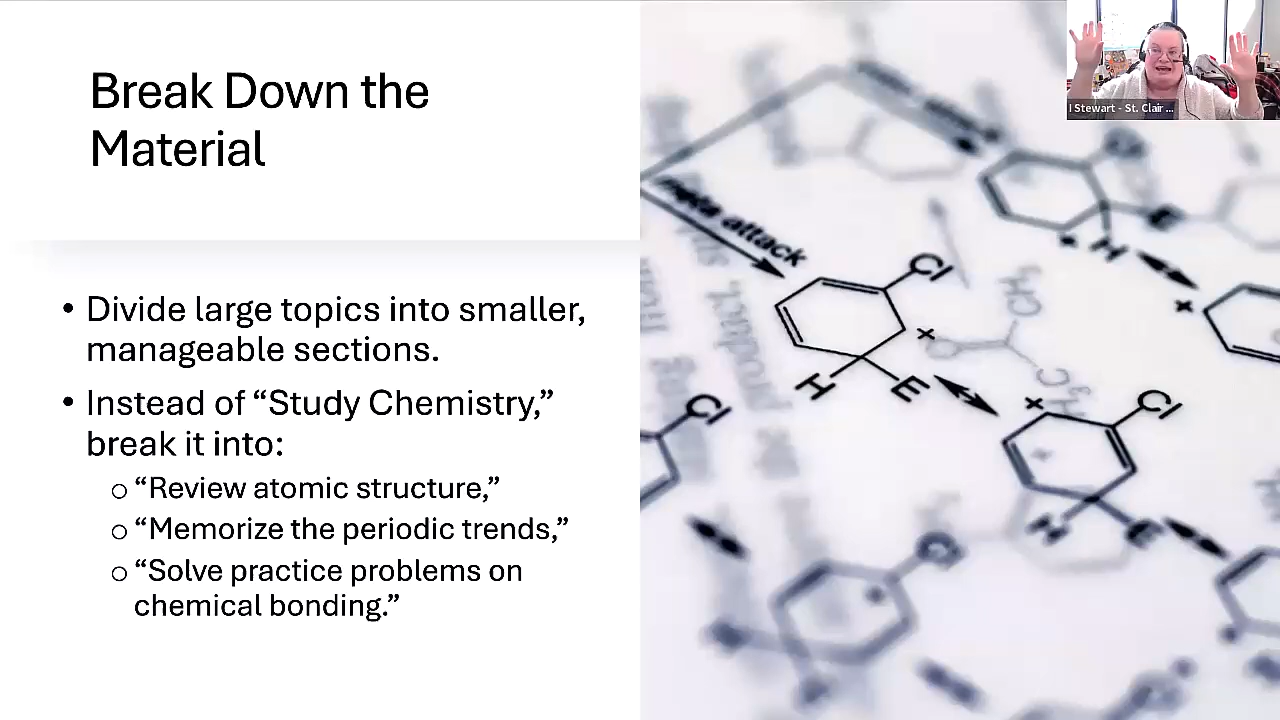 Break Down the
Material
• Divide large topics into smaller,
manageable sections.
• Instead of “Study Chemistry,”
break it into:
○ “Review atomic structure,”
○ “Memorize the periodic trends,”
○ “Solve practice problems on
chemical bonding.”
I Stewart - St. Clair ...
meta attack
Cl
H
E
H
CH3
Cl
Cl
H
E